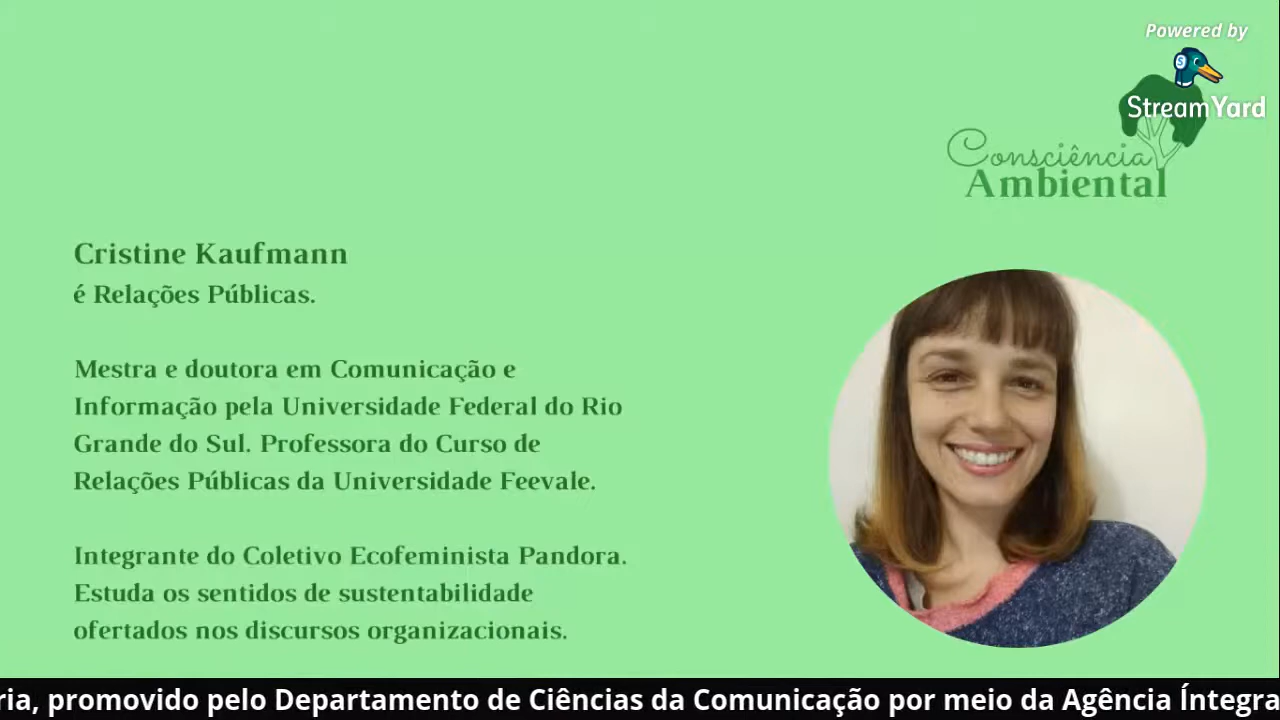 Powered by
StreamYard
Consciência
Ambiental
Cristine Kaufmann
é Relações Públicas.
Mestra e doutora em Comunicação e
Informação pela Universidade Federal do Rio
Grande do Sul. Professora do Curso de
Relações Públicas da Universidade Feevale.
Integrante do Coletivo Ecofeminista Pandora.
Estuda os sentidos de sustentabilidade
ofertados nos discursos organizacionais.
ria, promovido pelo Departamento de Ciências da Comunicação por meio da Agência Íntegra